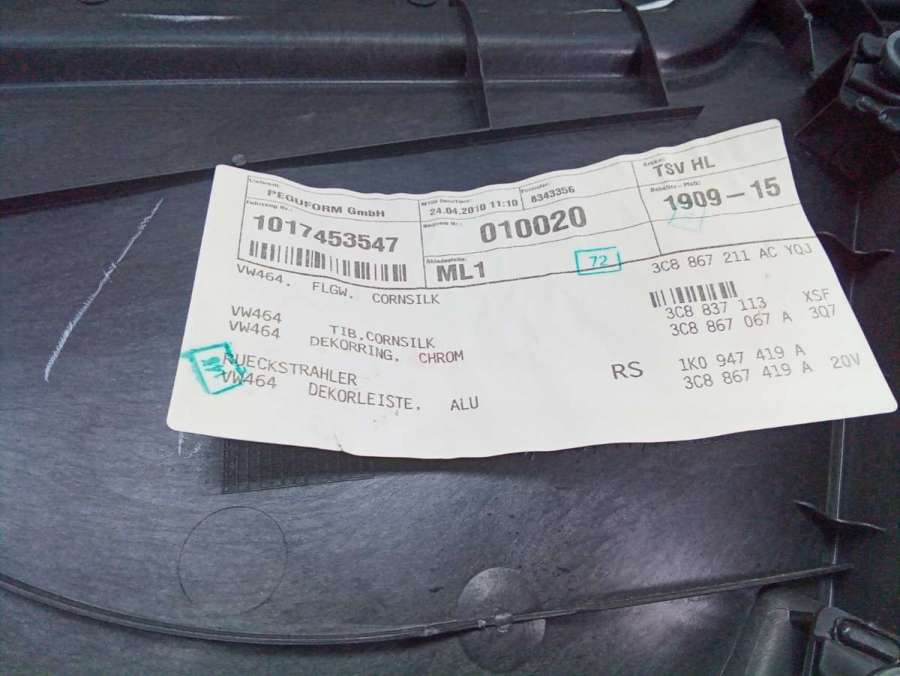 PEGUFORM GmbH
1017453547
24.04.2010 11:10
8343356
010020
TSV HL
1909-15
ML1
72
3C8 867 211 AC YQJ
VW464. FLGW. CORNSILK
3C8 837 113 XSF
VW464 TIB.CORNSILK
3C8 867 067 A 3Q7
VW464 DEKORRING. CHROM
RUECKSTRAHLER
RS 1K0 947 419 A
VW464 DEKORLEISTE. ALU
3C8 867 419 A 20V